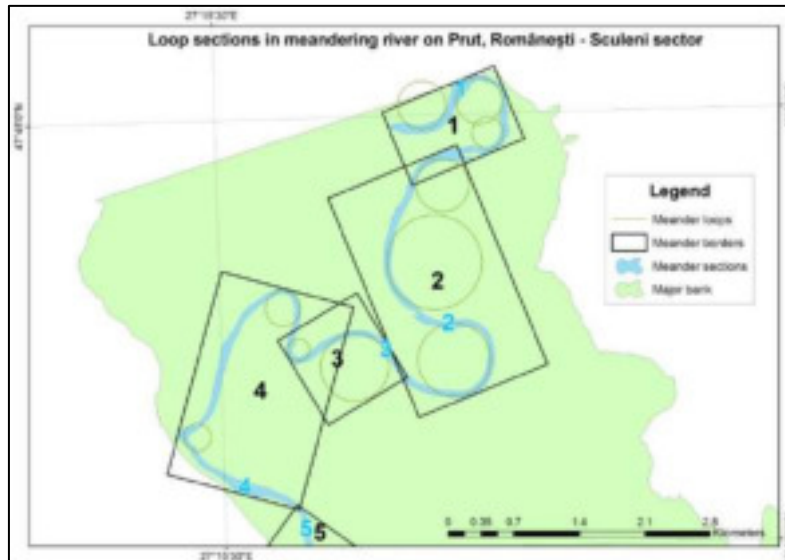 Loop sections in meandering river on Prut, Românești - Sculeni sector
1
1
2
2
3
3
4
4
5
5
Legend
Meander loops
Meander borders
Meander sections
Major bank
0 0.35 0.7 1.4 2.1 2.8
Kilometers